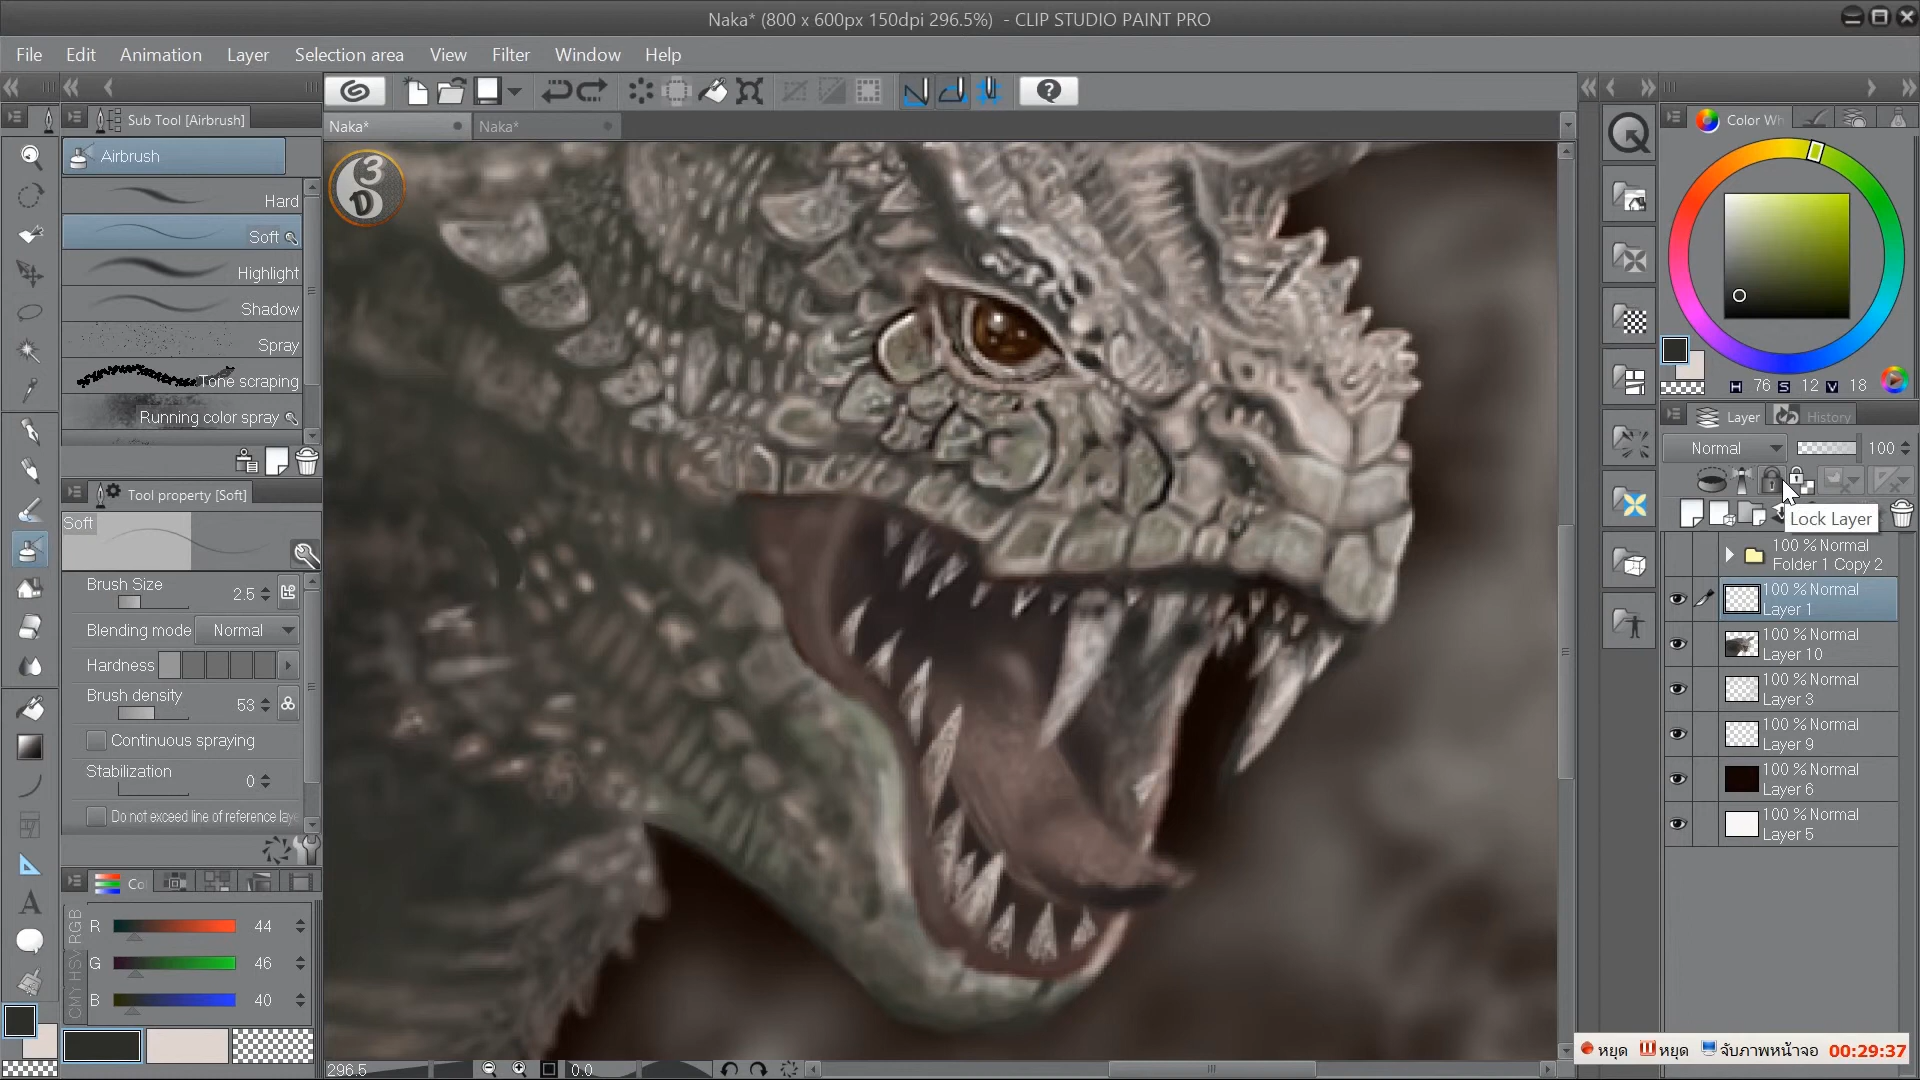 Naka* (800 x 600px 150dpi 296.5%) - CLIP STUDIO PAINT PRO
File Edit Animation Layer Selection area View Filter Window Help
Sub Tool [Airbrush]
Airbrush
Hard
Soft
Highlight
Shadow
Spray
Tone scraping
Running color spray
Tool property [Soft]
Soft
Brush Size 2.5
Blending mode Normal
Hardness
Brush density 53
Continuous spraying
Stabilization 0
Do not exceed line of reference laye
Co
RGB
HSV
CMY
R 44
G 46
B 40
Naka* Naka*
3
D
296.5 0.0
Color Wh
H 76 S 12 V 18
Layer History
Normal 100
Lock Layer
100 % Normal
Folder 1 Copy 2
100 % Normal
Layer 1
100 % Normal
Layer 10
100 % Normal
Layer 3
100 % Normal
Layer 9
100 % Normal
Layer 6
100 % Normal
Layer 5
หยุด หยุด จับภาพหน้าจอ 00:29:37